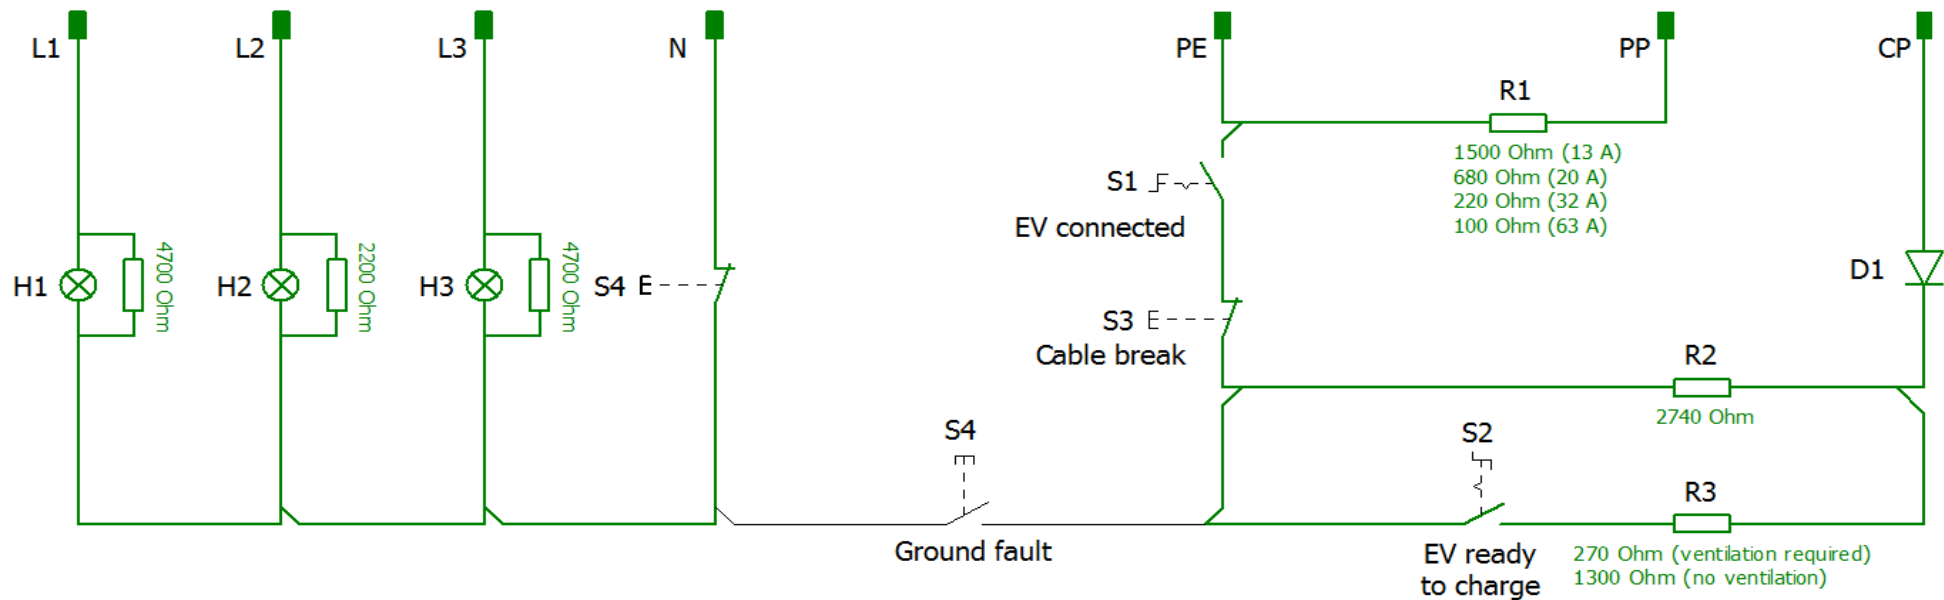 L1
L2
L3
N
PE
PP
CP
R1
1500 Ohm (13 A)
680 Ohm (20 A)
220 Ohm (32 A)
100 Ohm (63 A)
S1
EV connected
H1
4700 Ohm
H2
2200 Ohm
H3
4700 Ohm
S4
D1
S3
Cable break
R2
2740 Ohm
S4
Ground fault
S2
EV ready
to charge
R3
270 Ohm (ventilation required)
1300 Ohm (no ventilation)